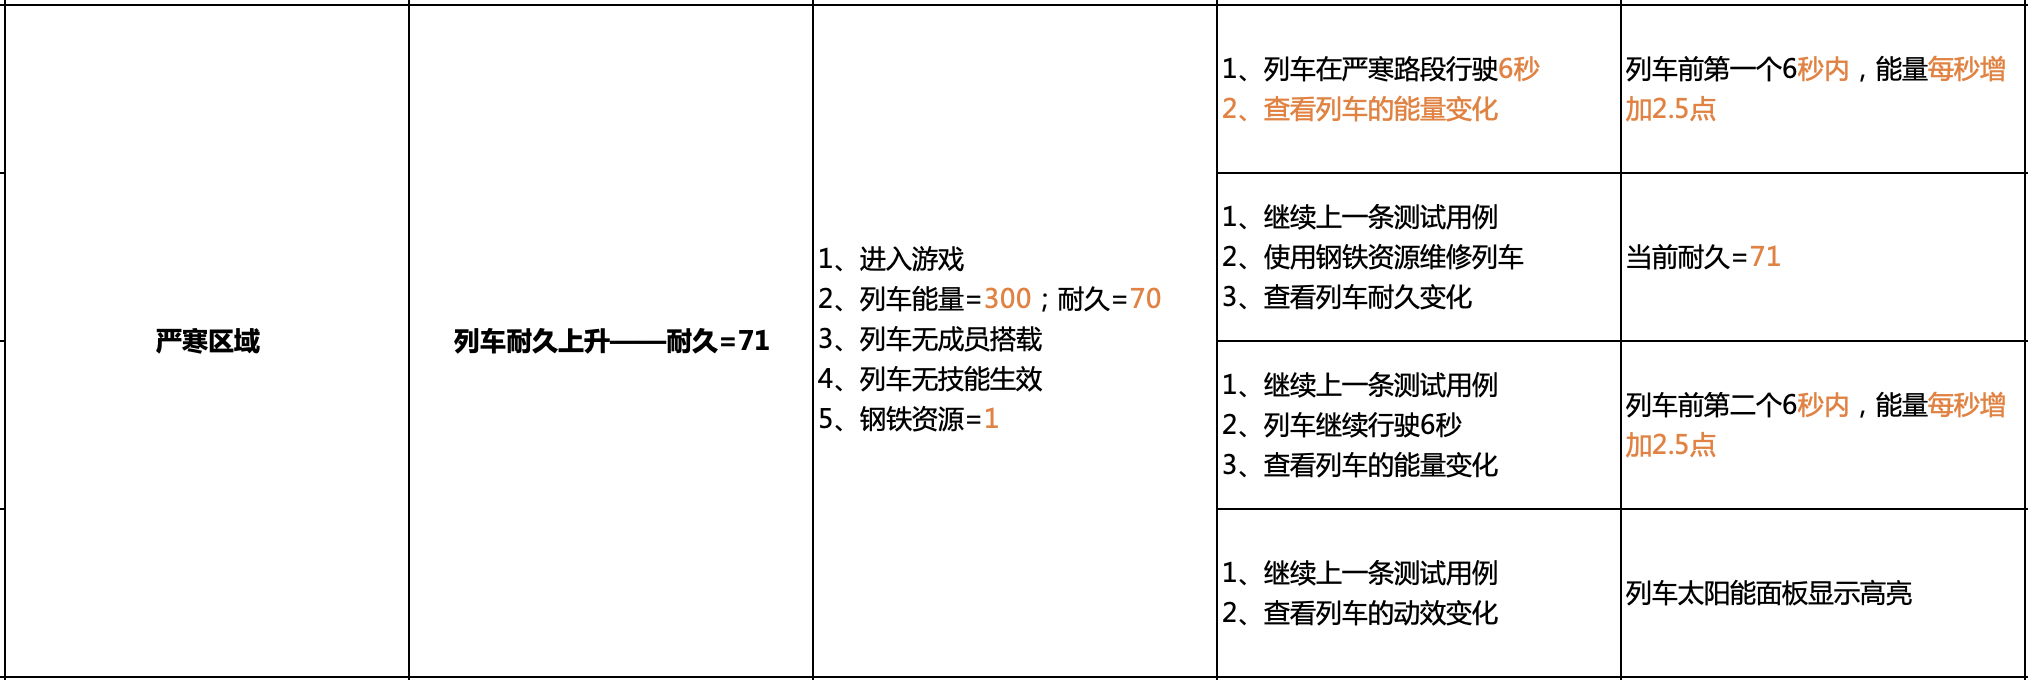 严寒区域
列车耐久上升——耐久=71
1、进入游戏
2、列车能量=300；耐久=70
3、列车无成员搭载
4、列车无技能生效
5、钢铁资源=1
1、列车在严寒路段行驶6秒
2、查看列车的能量变化
列车前第一个6秒内，能量每秒增
加2.5点
1、继续上一条测试用例
2、使用钢铁资源维修列车
3、查看列车耐久变化
当前耐久=71
1、继续上一条测试用例
2、列车继续行驶6秒
3、查看列车的能量变化
列车前第二个6秒内，能量每秒增
加2.5点
1、继续上一条测试用例
2、查看列车的动效变化
列车太阳能面板显示高亮